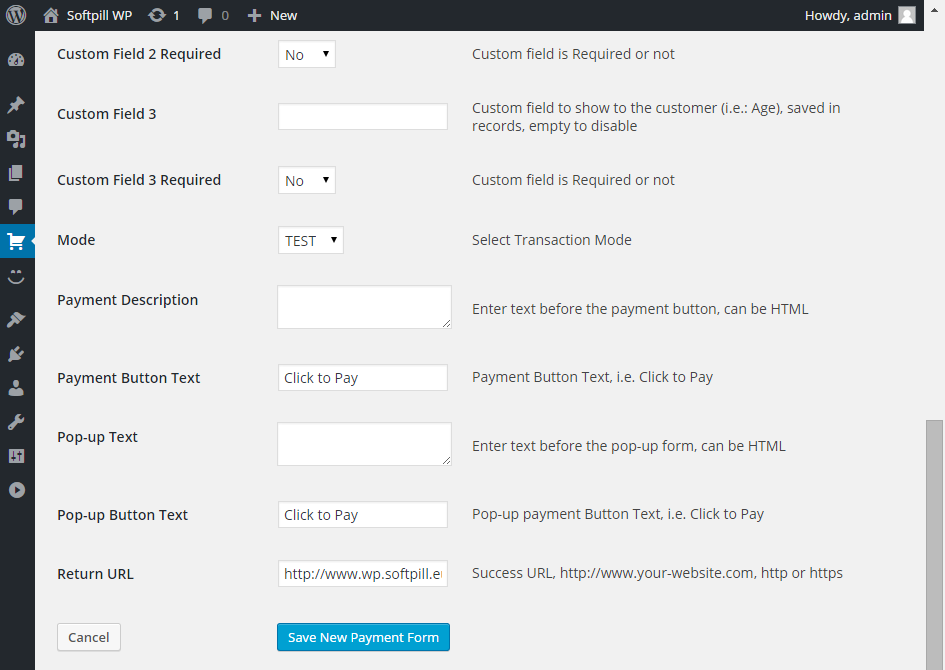 Softpill WP 1 0 New Howdy, admin
Custom Field 2 Required No Custom field is Required or not
Custom Field 3 Custom field to show to the customer (i.e.: Age), saved in
records, empty to disable
Custom Field 3 Required No Custom field is Required or not
Mode TEST Select Transaction Mode
Payment Description Enter text before the payment button, can be HTML
Payment Button Text Click to Pay Payment Button Text, i.e. Click to Pay
Pop-up Text Enter text before the pop-up form, can be HTML
Pop-up Button Text Click to Pay Pop-up payment Button Text, i.e. Click to Pay
Return URL http://www.wp.softpill.e Success URL, http://www.your-website.com, http or https
Cancel Save New Payment Form